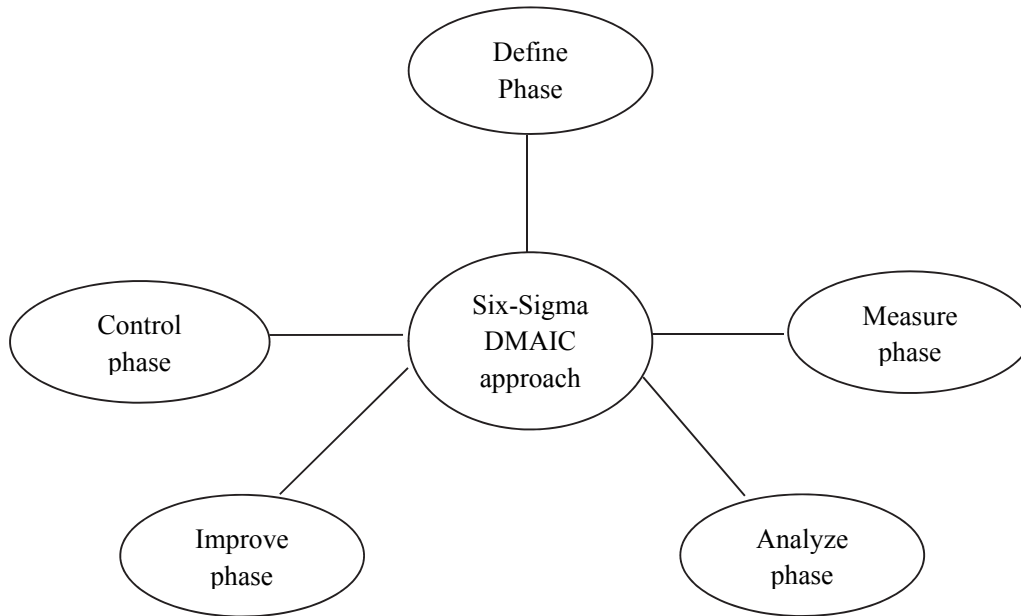 Define
Phase
Six-Sigma
DMAIC
approach
Control
phase
Measure
phase
Improve
phase
Analyze
phase